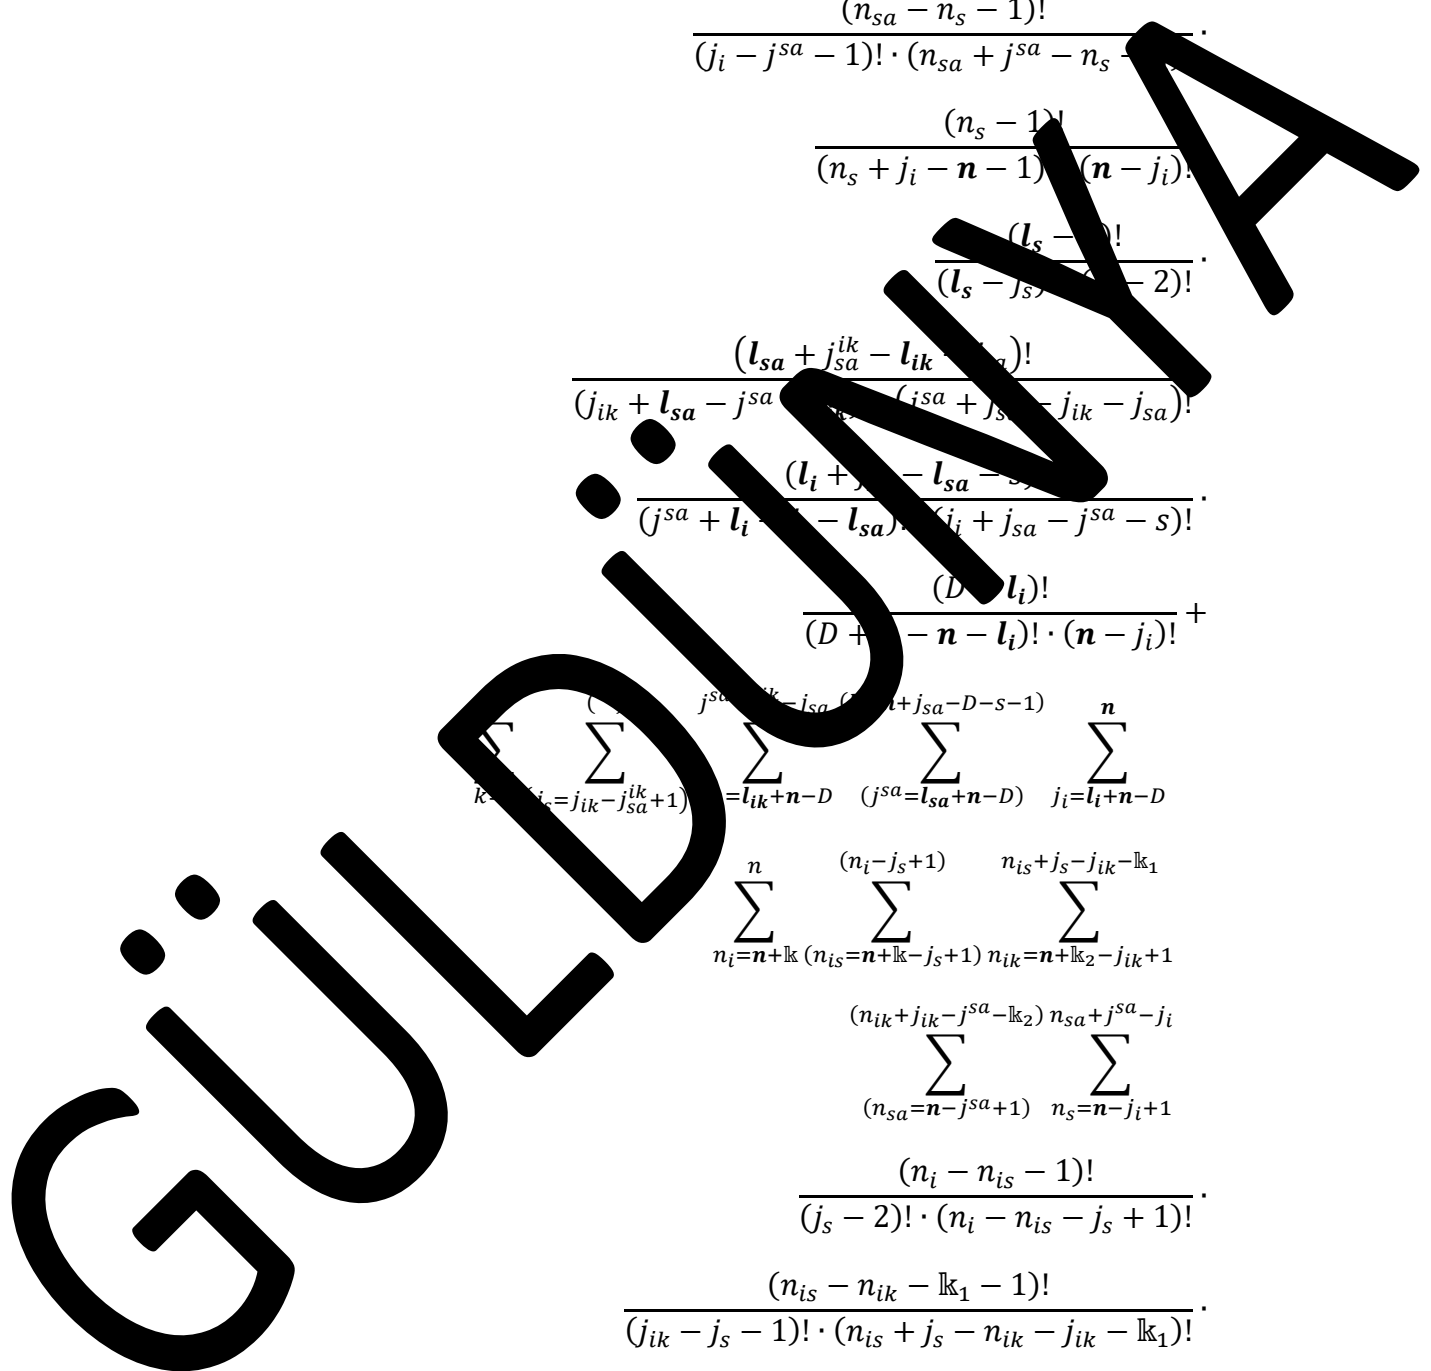 (n_{sa} − n_s − 1)!
(j_i − j^{sa} − 1)! · (n_{sa} + j^{sa} − n_s − ·
(n_s − 1)!
(n_s + j_i − n − 1) (n − j_i)!
(l_s − )!
(l_s − j_s) − 2)! ·
(l_{sa} + j_{sa}^{ik} − l_{ik} )!
(j_{ik} + l_{sa} − j^{sa} (j^{sa} + − j_{ik} − j_{sa})!
(l_i + − l_{sa} − s)
(j^{sa} + l_i − l_{sa})! (j_i + j_{sa} − j^{sa} − s)! ·
(D l_i)!
(D + − n − l_i)! · (n − j_i)! +
∑ ∑_{(j_s=j_{ik}−j_{sa}^{ik}+1)} ∑_{=l_{ik}+n−D} ∑_{(j^{sa}=l_{sa}+n−D)}^{+j_{sa}−D−s−1)} ∑_{j_i=l_i+n−D}^{n}
∑_{n_i=n+𝕜}^{n} ∑_{(n_{is}=n+𝕜−j_s+1)}^{(n_i−j_s+1)} ∑_{n_{ik}=n+𝕜_2−j_{ik}+1}^{n_{is}+j_s−j_{ik}−𝕜_1}
∑_{(n_{sa}=n−j^{sa}+1)}^{(n_{ik}+j_{ik}−j^{sa}−𝕜_2)} ∑_{n_s=n−j_i+1}^{n_{sa}+j^{sa}−j_i}
(n_i − n_{is} − 1)!
(j_s − 2)! · (n_i − n_{is} − j_s + 1)! ·
(n_{is} − n_{ik} − 𝕜_1 − 1)!
(j_{ik} − j_s − 1)! · (n_{is} + j_s − n_{ik} − j_{ik} − 𝕜_1)! ·
GÜLDÜNYA